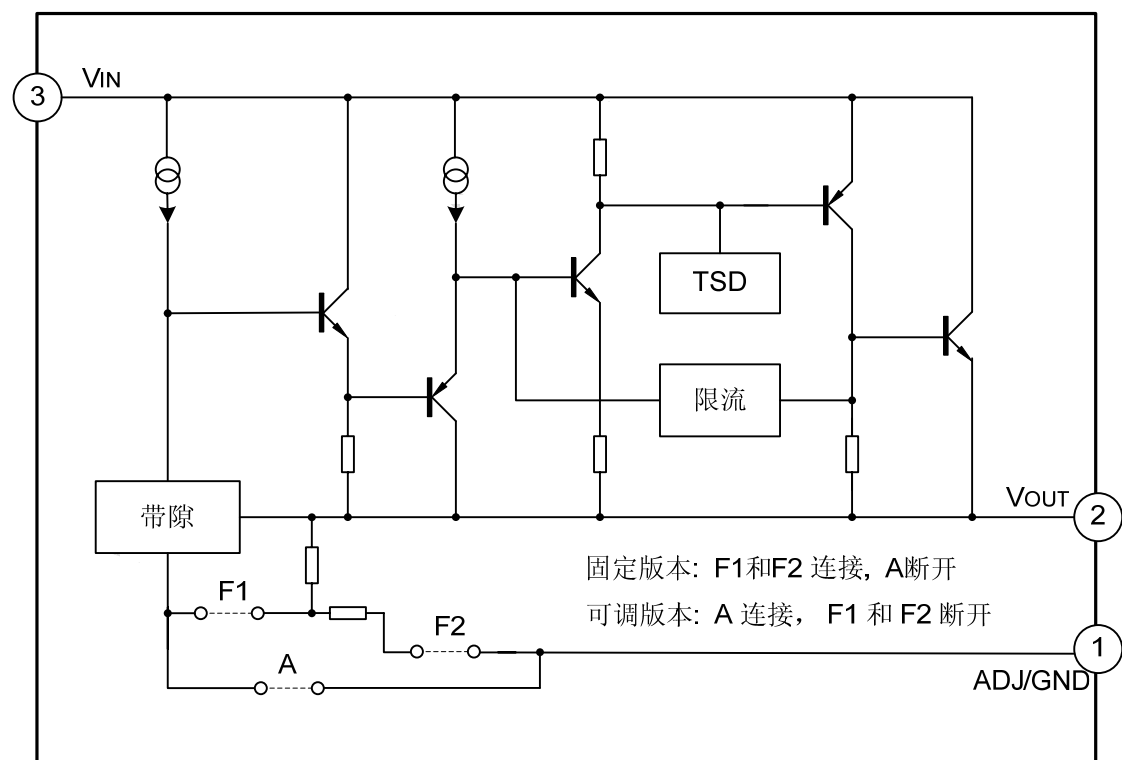 3
VIN
TSD
限流
带隙
VOUT
2
固定版本: F1和F2 连接, A断开
F1
可调版本: A 连接， F1 和 F2 断开
F2
1
A
ADJ/GND